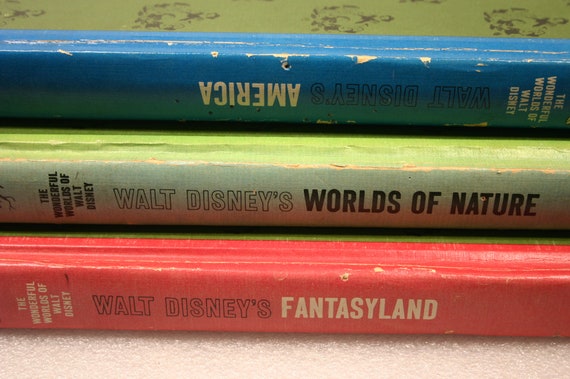 THE
WONDERFUL
WORLDS OF
WALT
DISNEY
WALT DISNEY'S AMERICA
THE
WONDERFUL
WORLDS OF
WALT
DISNEY
WALT DISNEY'S WORLDS OF NATURE
THE
WONDERFUL
WORLDS OF
WALT
DISNEY
WALT DISNEY'S FANTASYLAND